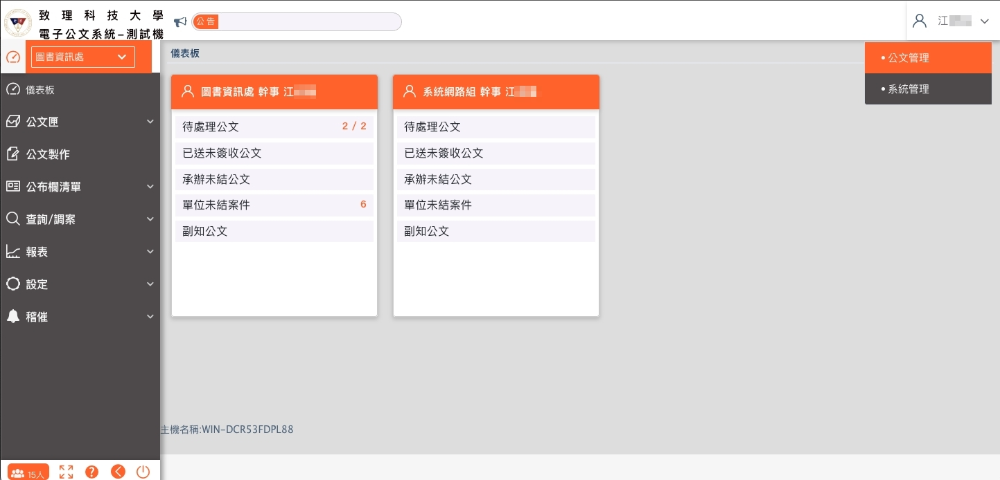 致理科技大學
電子公文系統-測試機
公告
江
圖書資訊處
儀表板
• 公文管理
• 系統管理
儀表板
公文匣
公文製作
公布欄清單
查詢/調案
報表
設定
稽催
圖書資訊處 幹事 江
待處理公文 2 / 2
已送未簽收公文
承辦未結公文
單位未結案件 6
副知公文
系統網路組 幹事 江
待處理公文
已送未簽收公文
承辦未結公文
單位未結案件
副知公文
主機名稱:WIN-DCR53FDPL88
15人